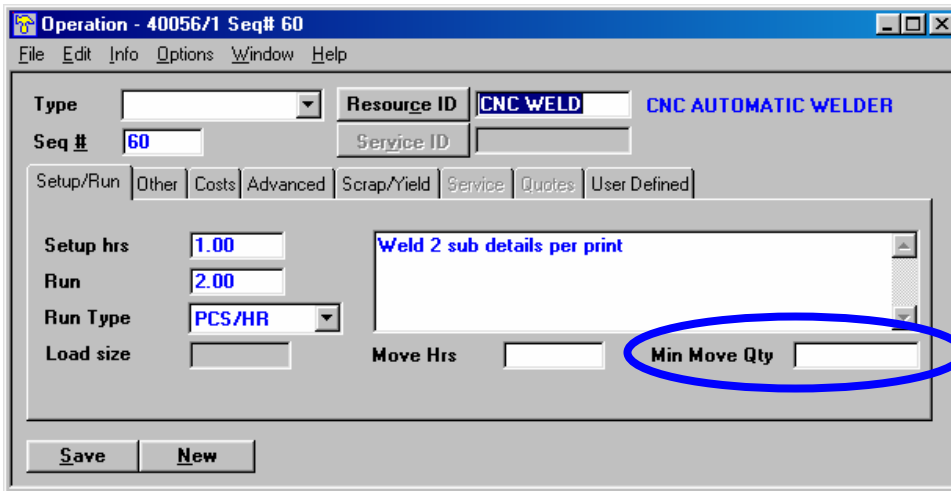 Operation - 40056/1 Seq# 60
File Edit Info Options Window Help
Type Resource ID CNC WELD CNC AUTOMATIC WELDER
Seq # 60 Service ID
Setup/Run Other Costs Advanced Scrap/Yield Service Quotes User Defined
Setup hrs 1.00 Weld 2 sub details per print
Run 2.00
Run Type PCS/HR
Load size Move Hrs Min Move Qty
Save New